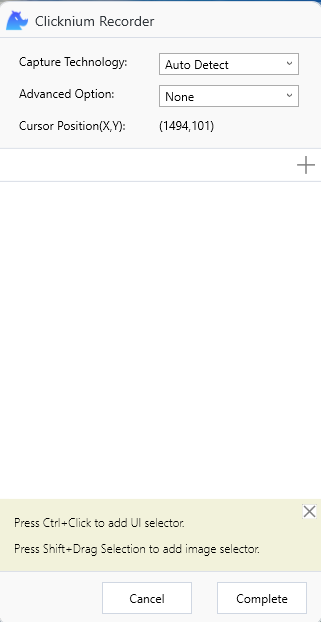 Clicknium Recorder
Capture Technology: Auto Detect
Advanced Option: None
Cursor Position(X,Y): (1494,101)
Press Ctrl+Click to add UI selector.
Press Shift+Drag Selection to add image selector.
Cancel Complete